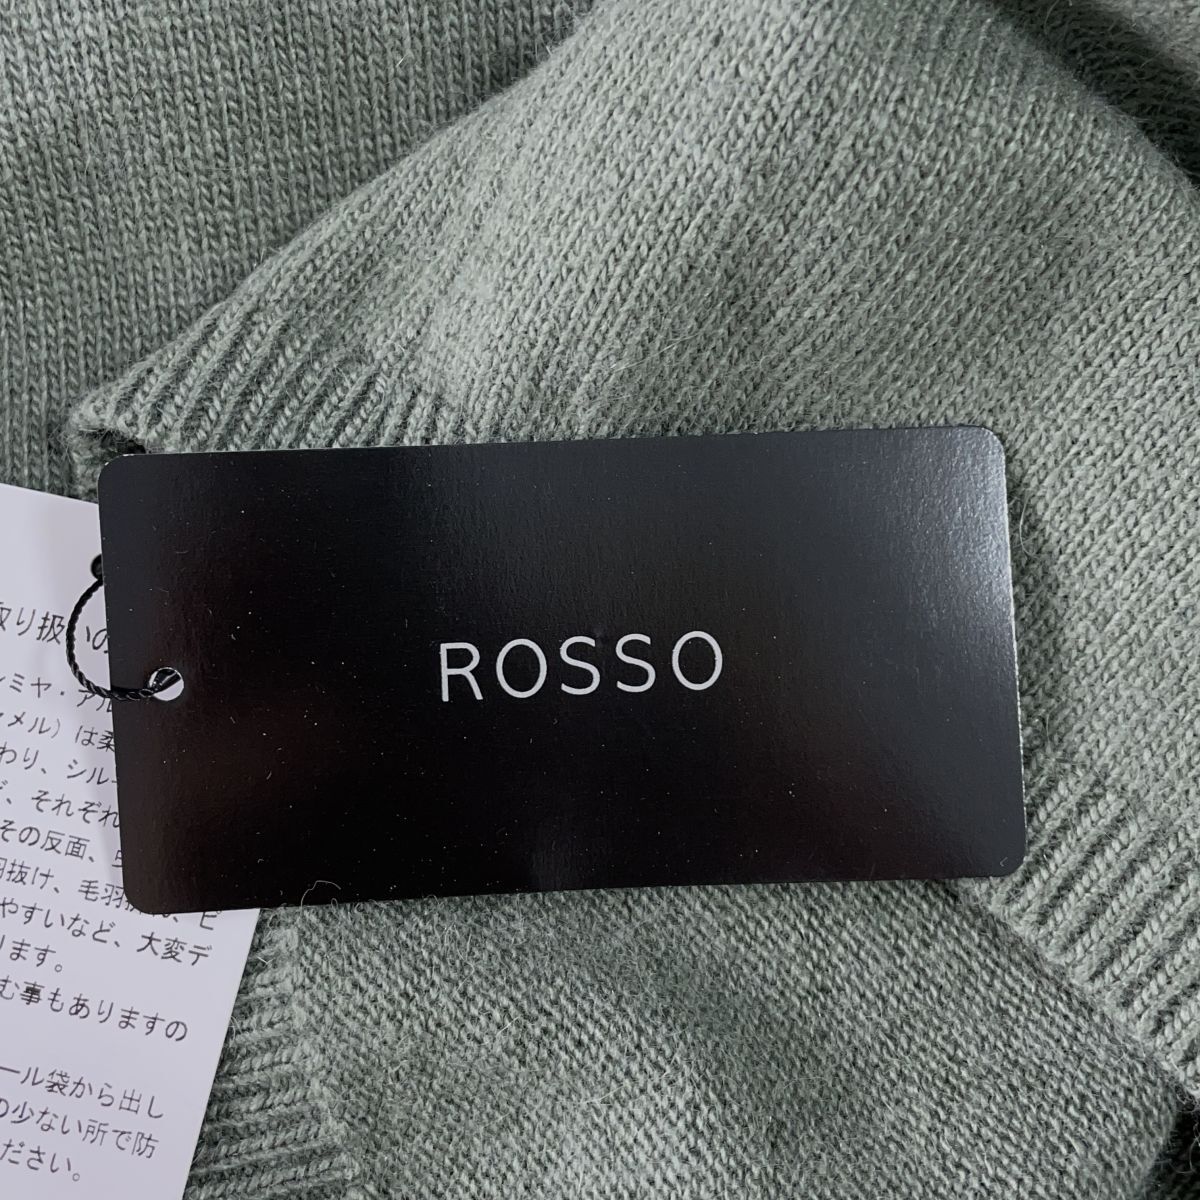 ROSSO
取り扱いの
ミヤ・アル
メル）は柔
わり、シル
それぞれ
その反面、
抜け、毛羽
やすいなど、大変デ
ります。
む事もありますの
ール袋から出し
の少ない所で防
ださい。